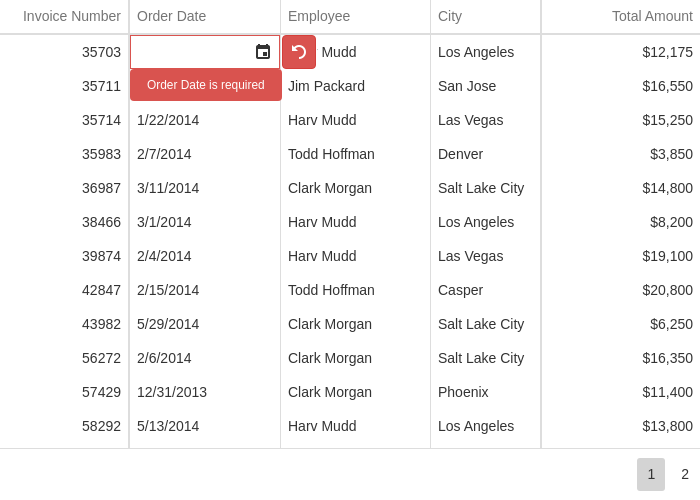 Invoice Number Order Date Employee City Total Amount
35703 Mudd Los Angeles $12,175
35711 Order Date is required Jim Packard San Jose $16,550
35714 1/22/2014 Harv Mudd Las Vegas $15,250
35983 2/7/2014 Todd Hoffman Denver $3,850
36987 3/11/2014 Clark Morgan Salt Lake City $14,800
38466 3/1/2014 Harv Mudd Los Angeles $8,200
39874 2/4/2014 Harv Mudd Las Vegas $19,100
42847 2/15/2014 Todd Hoffman Casper $20,800
43982 5/29/2014 Clark Morgan Salt Lake City $6,250
56272 2/6/2014 Clark Morgan Salt Lake City $16,350
57429 12/31/2013 Clark Morgan Phoenix $11,400
58292 5/13/2014 Harv Mudd Los Angeles $13,800
1 2